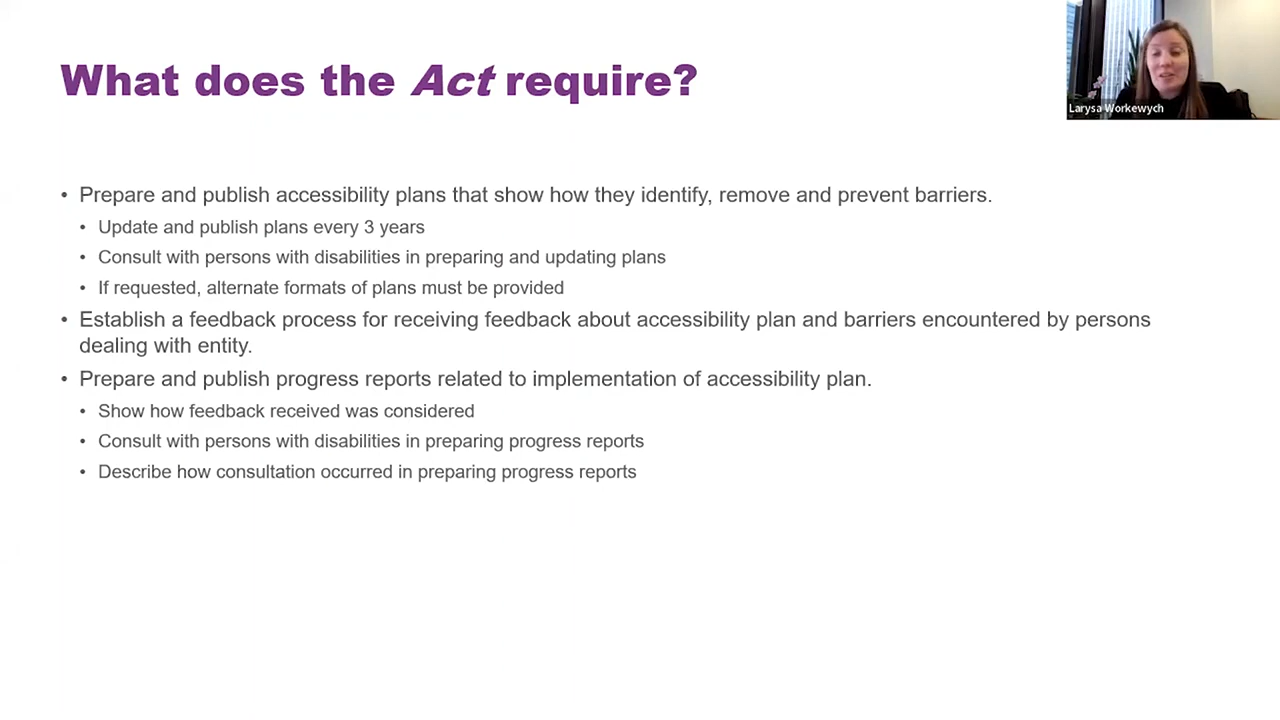 What does the Act require?
Larysa Workewych
• Prepare and publish accessibility plans that show how they identify, remove and prevent barriers.
• Update and publish plans every 3 years
• Consult with persons with disabilities in preparing and updating plans
• If requested, alternate formats of plans must be provided
• Establish a feedback process for receiving feedback about accessibility plan and barriers encountered by persons
dealing with entity.
• Prepare and publish progress reports related to implementation of accessibility plan.
• Show how feedback received was considered
• Consult with persons with disabilities in preparing progress reports
• Describe how consultation occurred in preparing progress reports